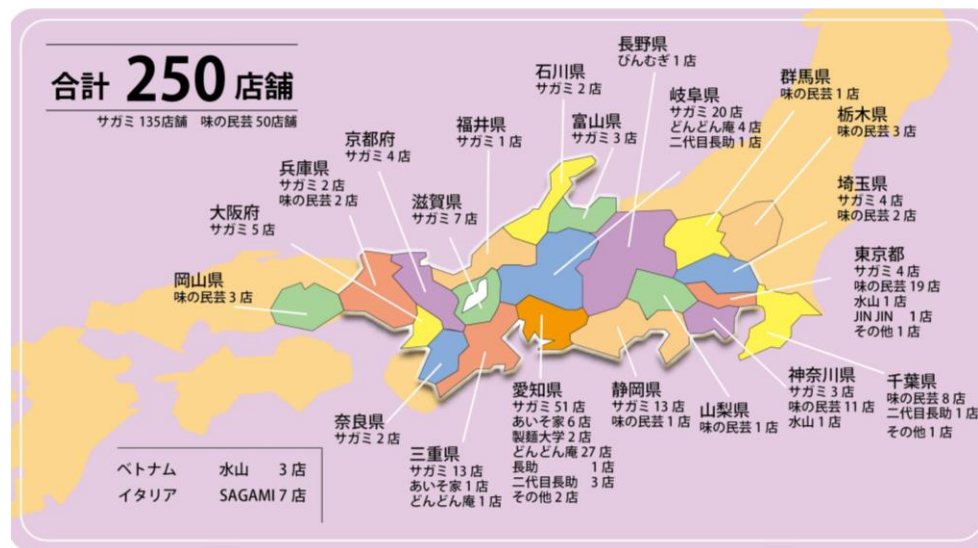 合計 250 店舗
サガミ 135店舗 味の民芸 50店舗
長野県
びんむぎ 1 店
石川県
サガミ 2 店
岐阜県
サガミ 20 店
どんどん庵 4 店
二代目長助 1 店
群馬県
味の民芸 1 店
栃木県
味の民芸 3 店
富山県
サガミ 3 店
福井県
サガミ 1 店
京都府
サガミ 4 店
兵庫県
サガミ 2 店
味の民芸 2 店
滋賀県
サガミ 7 店
大阪府
サガミ 5 店
岡山県
味の民芸 3 店
埼玉県
サガミ 4 店
味の民芸 2 店
東京都
サガミ 4 店
味の民芸 19 店
水山 1 店
JIN JIN 1 店
その他 1 店
奈良県
サガミ 2 店
三重県
サガミ 13 店
あいそ家 1 店
どんどん庵 1 店
愛知県
サガミ 51 店
あいそ家 6 店
製麺大学 2 店
どんどん庵 27 店
長助 1 店
二代目長助 3 店
その他 2 店
静岡県
サガミ 13 店
味の民芸 1 店
山梨県
味の民芸 1 店
神奈川県
サガミ 3 店
味の民芸 11 店
水山 1 店
千葉県
味の民芸 8 店
二代目長助 1 店
その他 1 店
ベトナム 水山 3 店
イタリア SAGAMI 7 店